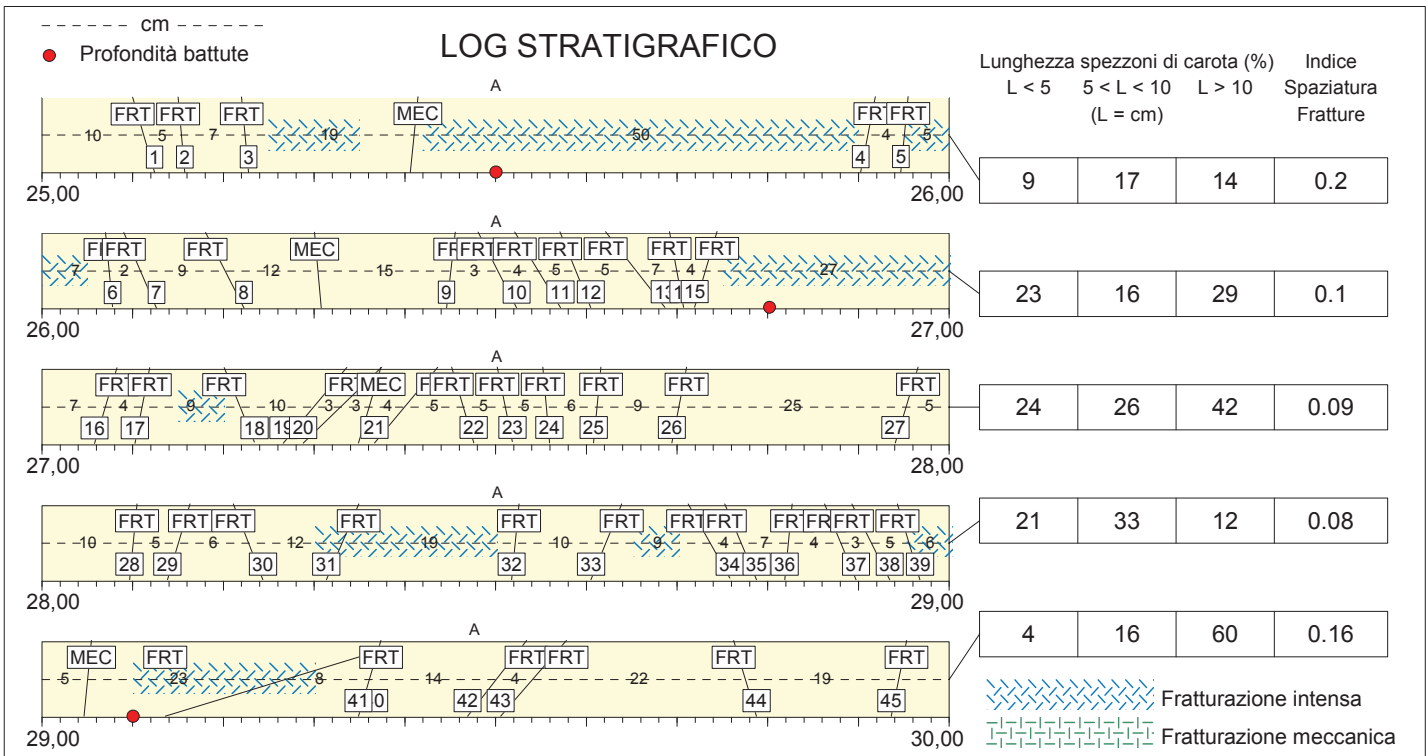 cm
Profondità battute
LOG STRATIGRAFICO
Lunghezza spezzoni di carota (%)
Indice
L < 5
5 < L < 10
L > 10
Spaziatura
(L = cm)
Fratture
A
FRT FRT FRT MEC FRT
10 5 7 19 50 4 5
1 2 3 4 5
25,00 26,00
9 17 14 0.2
A
FRT FRT MEC FRT FRT FRT FRT
7 2 9 12 15 3 4 5 5 7 4 27
6 7 8 9 10 11 12 15
26,00 27,00
23 16 29 0.1
A
FRT FRT MEC FRT FRT FRT FRT FRT FRT
7 4 9 10 3 3 4 5 5 5 6 9 25 5
16 17 18 19 20 21 22 23 24 25 26 27
27,00 28,00
24 26 42 0.09
A
FRT FRT FRT FRT FRT FRT FRT FRT FRT
10 5 6 12 19 10 9 4 7 4 3 5 6
28 29 30 31 32 33 34 35 36 37 38 39
28,00 29,00
21 33 12 0.08
A
MEC FRT FRT FRT FRT FRT
5 23 8 14 4 22 19
41 42 43 44 45
29,00 30,00
4 16 60 0.16
Fratturazione intensa
Fratturazione meccanica